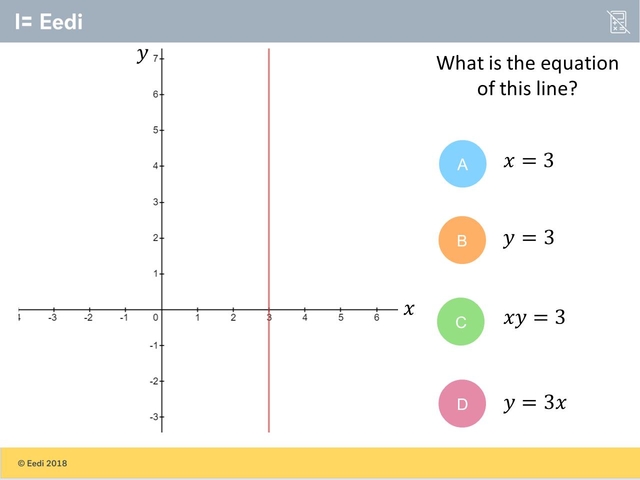 Eedi
y
7
6
5
4
3
2
1
-3 -2 -1 0 1 2 3 4 5 6 x
-1
-2
-3
What is the equation
of this line?
A x = 3
B y = 3
C xy = 3
D y = 3x
© Eedi 2018